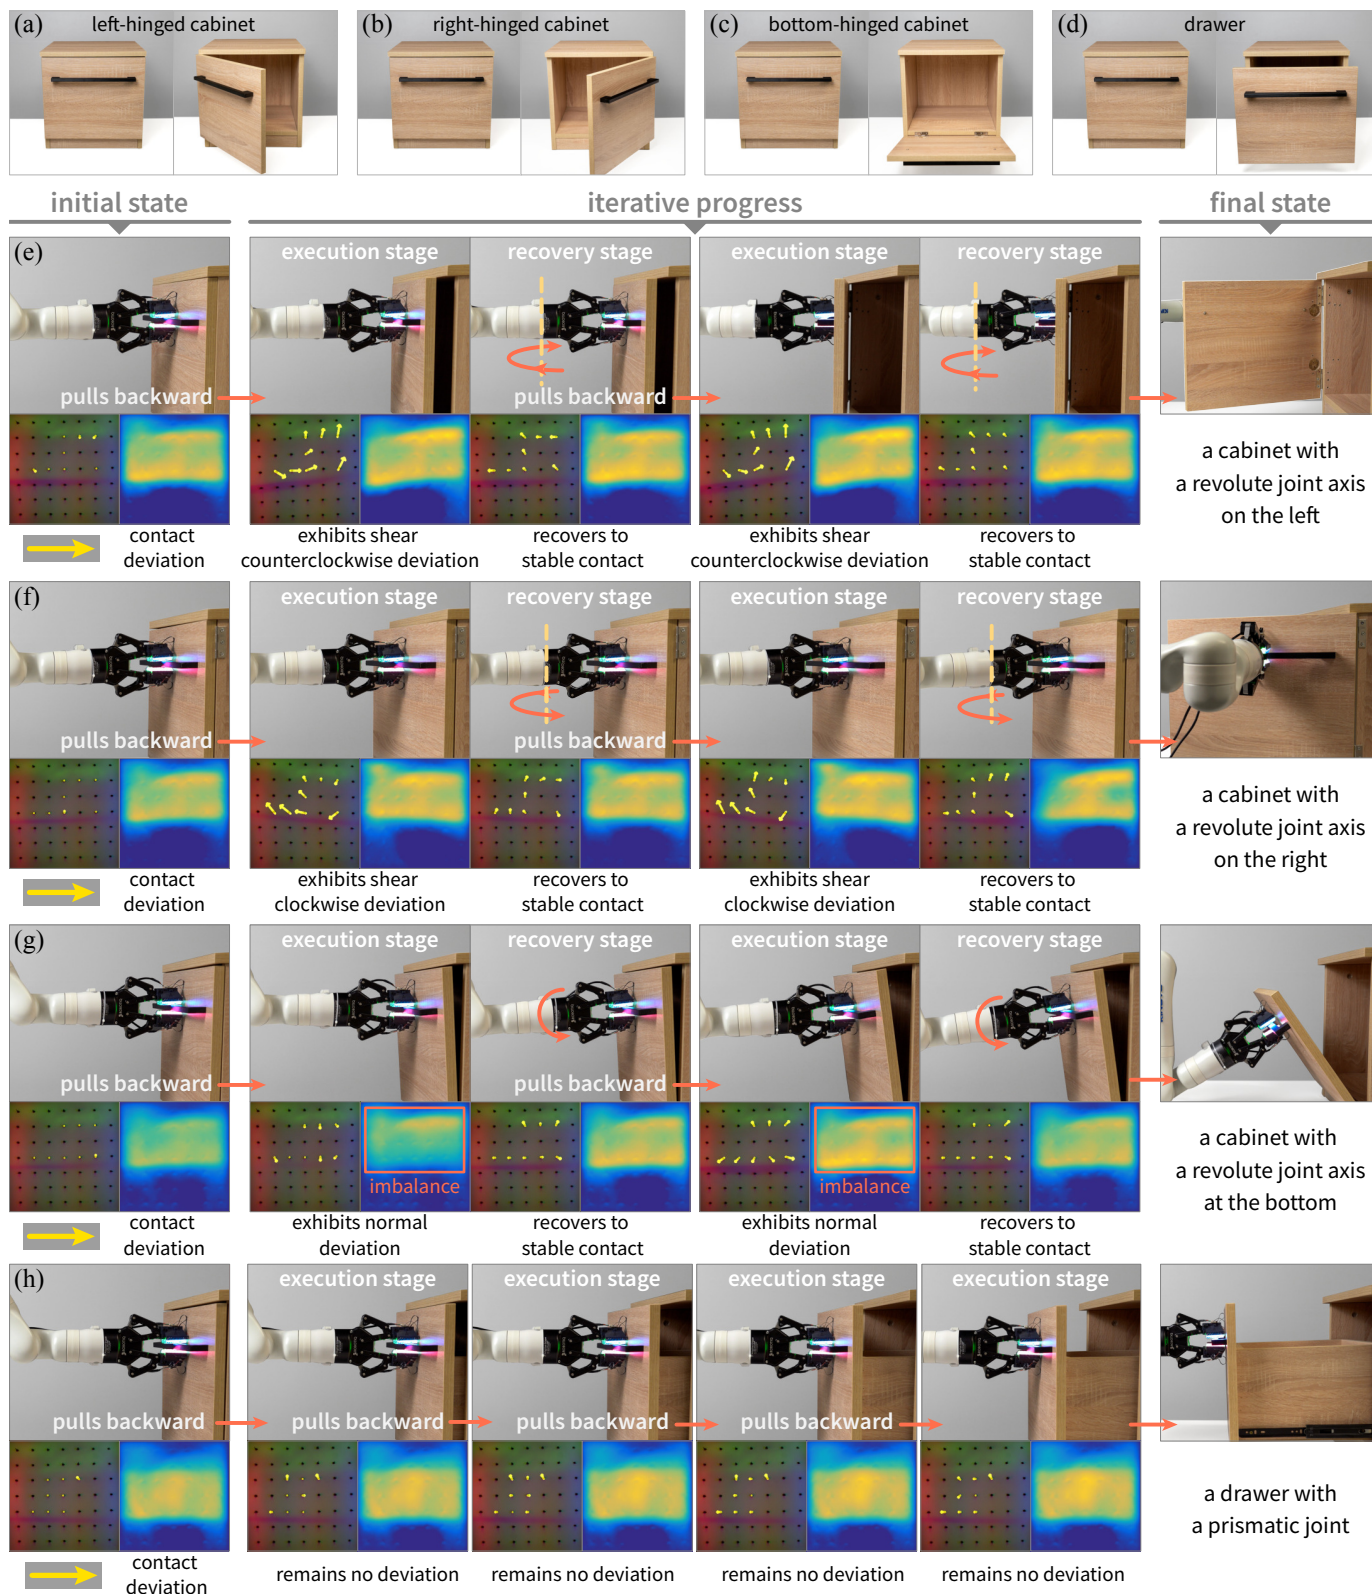 (a) left-hinged cabinet
(b) right-hinged cabinet
(c) bottom-hinged cabinet
(d) drawer
initial state
iterative progress
final state
(e)
execution stage
recovery stage
execution stage
recovery stage
pulls backward
pulls backward
contact
deviation
exhibits shear
counterclockwise deviation
recovers to
stable contact
exhibits shear
counterclockwise deviation
recovers to
stable contact
a cabinet with
a revolute joint axis
on the left
(f)
execution stage
recovery stage
execution stage
recovery stage
pulls backward
pulls backward
contact
deviation
exhibits shear
clockwise deviation
recovers to
stable contact
exhibits shear
clockwise deviation
recovers to
stable contact
a cabinet with
a revolute joint axis
on the right
(g)
execution stage
recovery stage
execution stage
recovery stage
pulls backward
pulls backward
imbalance
imbalance
contact
deviation
exhibits normal
deviation
recovers to
stable contact
exhibits normal
deviation
recovers to
stable contact
a cabinet with
a revolute joint axis
at the bottom
(h)
execution stage
execution stage
execution stage
execution stage
pulls backward
pulls backward
pulls backward
pulls backward
contact
deviation
remains no deviation
remains no deviation
remains no deviation
remains no deviation
a drawer with
a prismatic joint